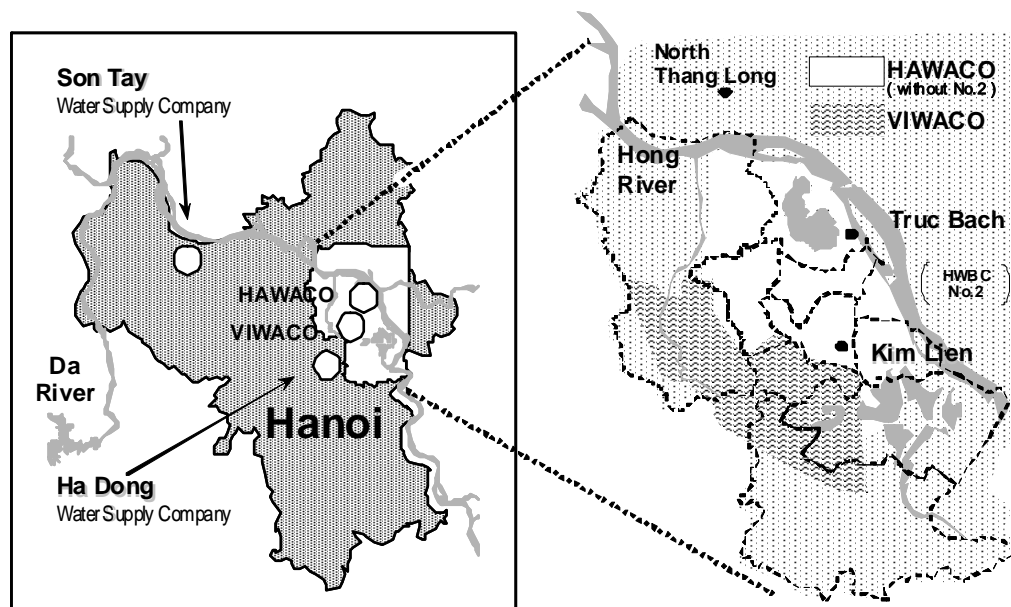 Son Tay
Water Supply Company
HAWACO
VIWACO
Da
River
Hanoi
Ha Dong
Water Supply Company
North
Thang Long
HAWACO
( without No.2 )
VIWACO
Hong
River
Truc Bach
( HWBC
No.2 )
Kim Lien